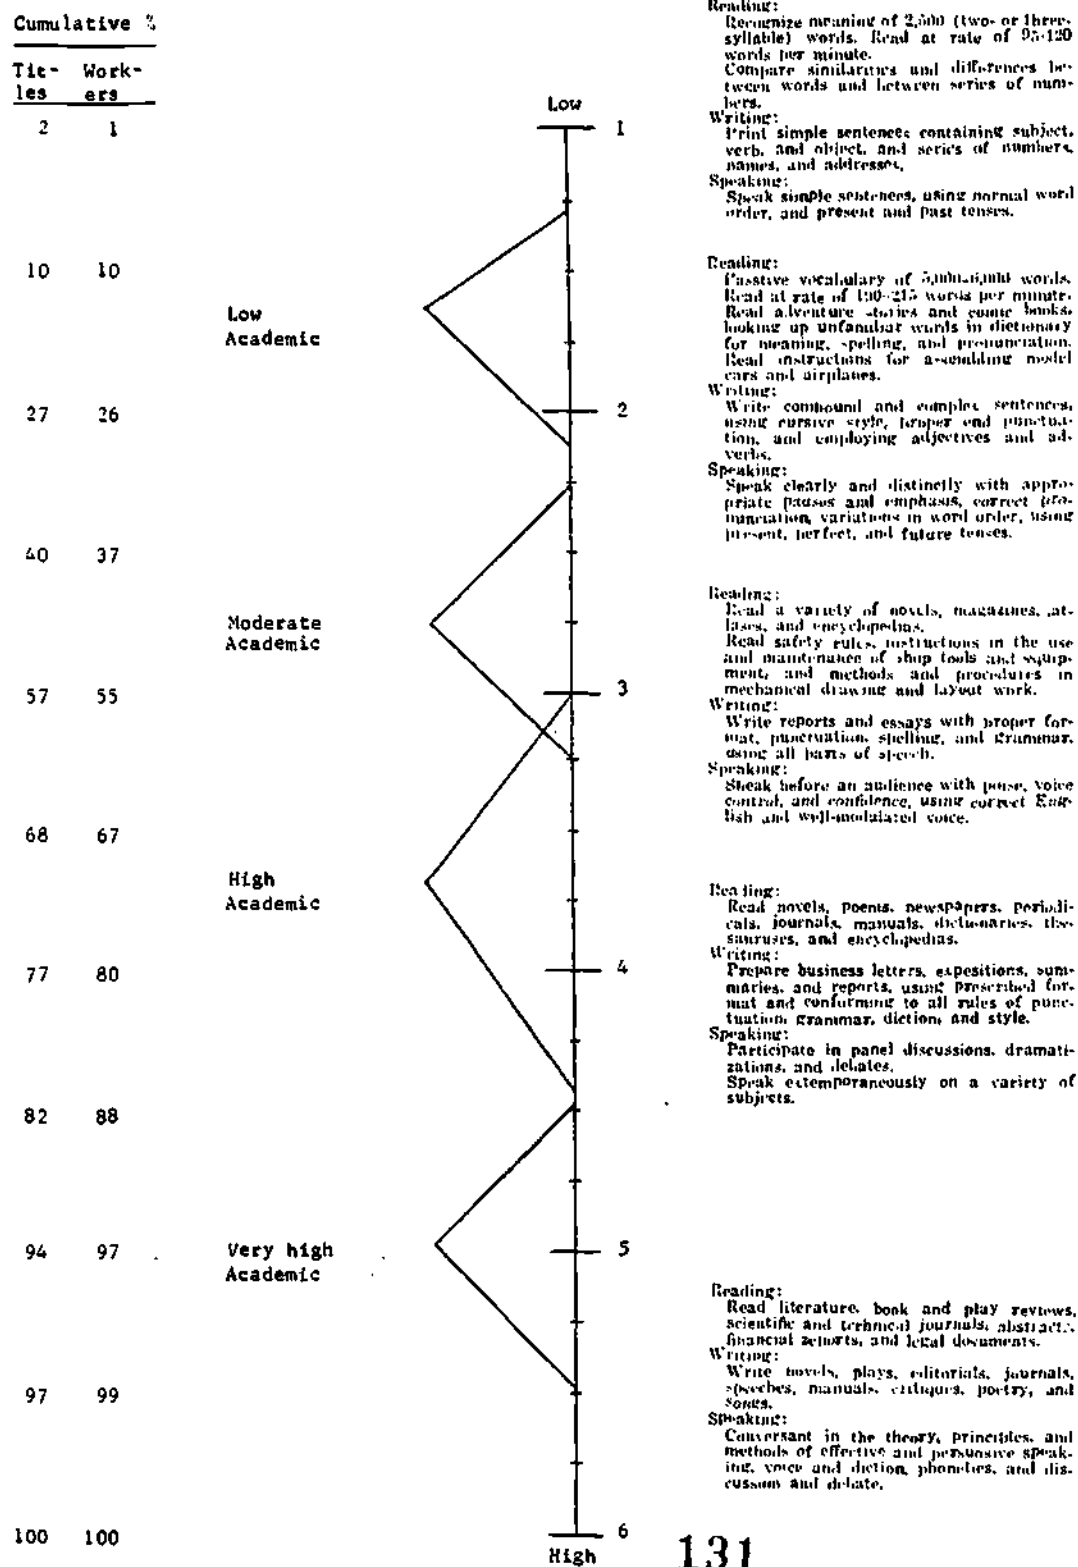 Cumulative %
Tit- Work-
les ers
2 1
10 10
27 26
40 37
57 55
68 67
77 80
82 88
94 97
97 99
100 100
Low
Academic
Moderate
Academic
High
Academic
Very high
Academic
Low
1
2
3
4
5
6
High
Reading:
Recognize meaning of 2,500 (two- or three-
syllable) words. Read at rate of 95-120
words per minute.
Compare similarities and differences be-
tween words and between series of num-
bers.
Writing:
Print simple sentences containing subject,
verb, and object, and series of numbers,
names, and addresses.
Speaking:
Speak simple sentences, using normal word
order, and present and past tenses.
Reading:
Passive vocabulary of 5,000-6,000 words.
Read at rate of 190-215 words per minute.
Read adventure stories and comic books,
looking up unfamiliar words in dictionary
for meaning, spelling, and pronunciation.
Read instructions for assembling model
cars and airplanes.
Writing:
Write compound and complex sentences,
using cursive style, proper end punctua-
tion, and employing adjectives and ad-
verbs.
Speaking:
Speak clearly and distinctly with appro-
priate pauses and emphasis, correct pro-
nunciation, variations in word order, using
present, perfect, and future tenses.
Reading:
Read a variety of novels, magazines, at-
lases, and encyclopedias.
Read safety rules, instructions in the use
and maintenance of shop tools and equip-
ment, and methods and procedures in
mechanical drawing and layout work.
Writing:
Write reports and essays with proper for-
mat, punctuation, spelling, and grammar,
using all parts of speech.
Speaking:
Speak before an audience with poise, voice
control, and confidence, using correct Eng-
lish and well-modulated voice.
Reading:
Read novels, poems, newspapers, periodi-
cals, journals, manuals, dictionaries, the-
sauruses, and encyclopedias.
Writing:
Prepare business letters, expositions, sum-
maries, and reports, using prescribed for-
mat and conforming to all rules of punc-
tuation, grammar, diction, and style.
Speaking:
Participate in panel discussions, dramati-
zations, and debates.
Speak extemporaneously on a variety of
subjects.
Reading:
Read literature, book and play reviews,
scientific and technical journals, abstracts,
financial reports, and legal documents.
Writing:
Write novels, plays, editorials, journals,
speeches, manuals, critiques, poetry, and
songs.
Speaking:
Conversant in the theory, principles, and
methods of effective and persuasive speak-
ing, voice and diction, phonetics, and dis-
cussion and debate.
131